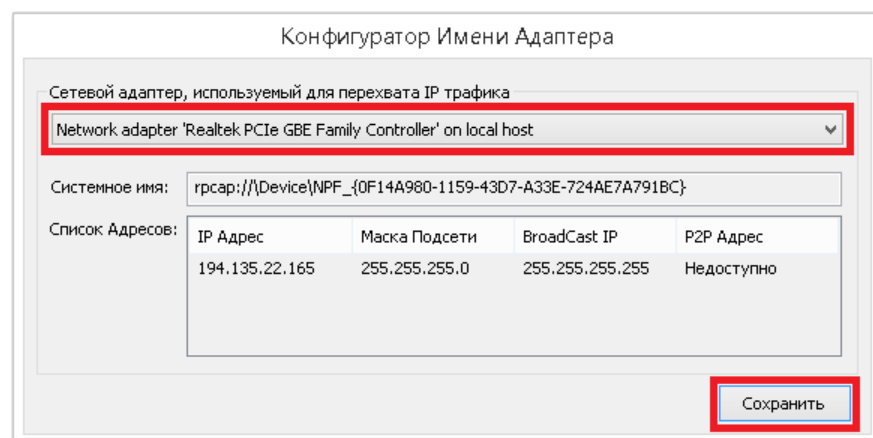 Конфигуратор Имени Адаптера
Сетевой адаптер, используемый для перехвата IP трафика
Network adapter 'Realtek PCIe GBE Family Controller' on local host
Системное имя: rpcap://\Device\NPF_{0F14A980-1159-43D7-A33E-724AE7A791BC}
Список Адресов: IP Адрес Маска Подсети BroadCast IP P2P Адрес
194.135.22.165 255.255.255.0 255.255.255.255 Недоступно
Сохранить